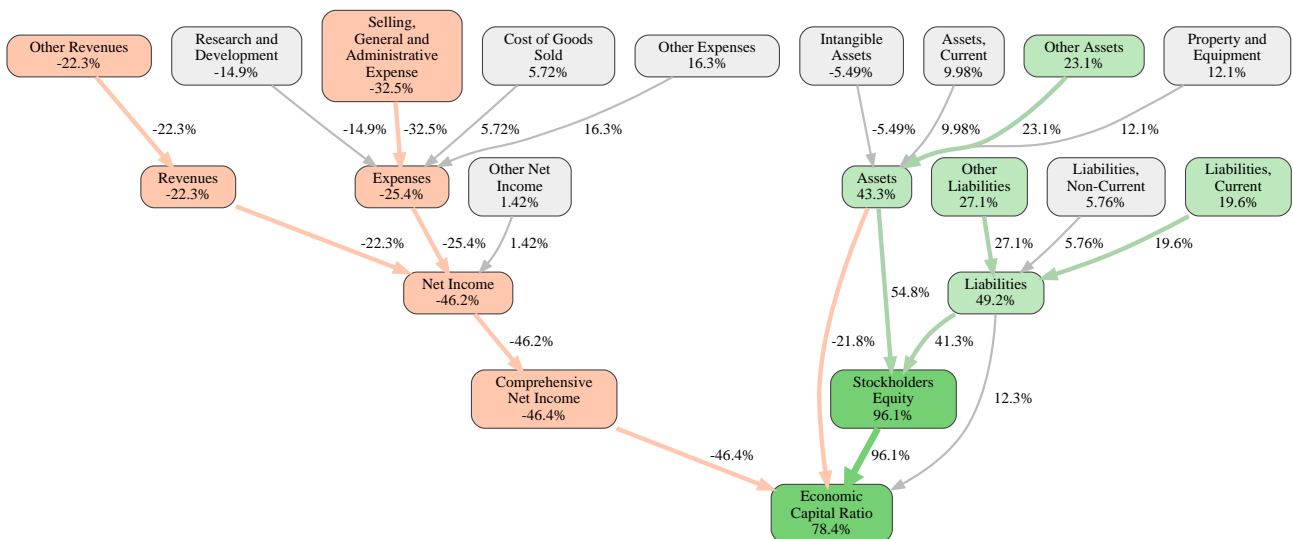 Other Revenues
-22.3%
Research and
Development
-14.9%
Selling,
General and
Administrative
Expense
-32.5%
Cost of Goods
Sold
5.72%
Other Expenses
16.3%
Intangible
Assets
-5.49%
Assets,
Current
9.98%
Other Assets
23.1%
Property and
Equipment
12.1%
-22.3%
-14.9%
-32.5%
5.72%
16.3%
-5.49%
9.98%
23.1%
12.1%
Revenues
-22.3%
Expenses
-25.4%
Other Net
Income
1.42%
Assets
43.3%
Other
Liabilities
27.1%
Liabilities,
Non-Current
5.76%
Liabilities,
Current
19.6%
-22.3%
-25.4%
1.42%
27.1%
5.76%
19.6%
Net Income
-46.2%
54.8%
Liabilities
49.2%
-46.2%
-21.8%
41.3%
Comprehensive
Net Income
-46.4%
Stockholders
Equity
96.1%
12.3%
-46.4%
96.1%
Economic
Capital Ratio
78.4%